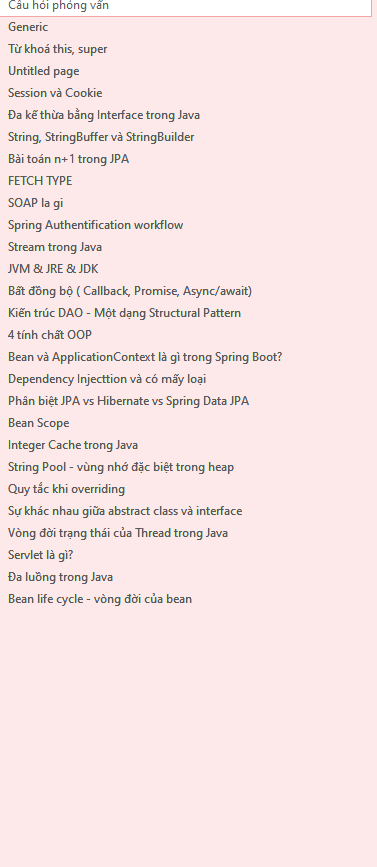 Câu hỏi phỏng vấn
Generic
Từ khoá this, super
Untitled page
Session và Cookie
Đa kế thừa bằng Interface trong Java
String, StringBuffer và StringBuilder
Bài toán n+1 trong JPA
FETCH TYPE
SOAP la gi
Spring Authentification workflow
Stream trong Java
JVM & JRE & JDK
Bất đồng bộ ( Callback, Promise, Async/await)
Kiến trúc DAO - Một dạng Structural Pattern
4 tính chất OOP
Bean và ApplicationContext là gì trong Spring Boot?
Dependency Injecttion và có mấy loại
Phân biệt JPA vs Hibernate vs Spring Data JPA
Bean Scope
Integer Cache trong Java
String Pool - vùng nhớ đặc biệt trong heap
Quy tắc khi overriding
Sự khác nhau giữa abstract class và interface
Vòng đời trạng thái của Thread trong Java
Servlet là gì?
Đa luồng trong Java
Bean life cycle - vòng đời của bean